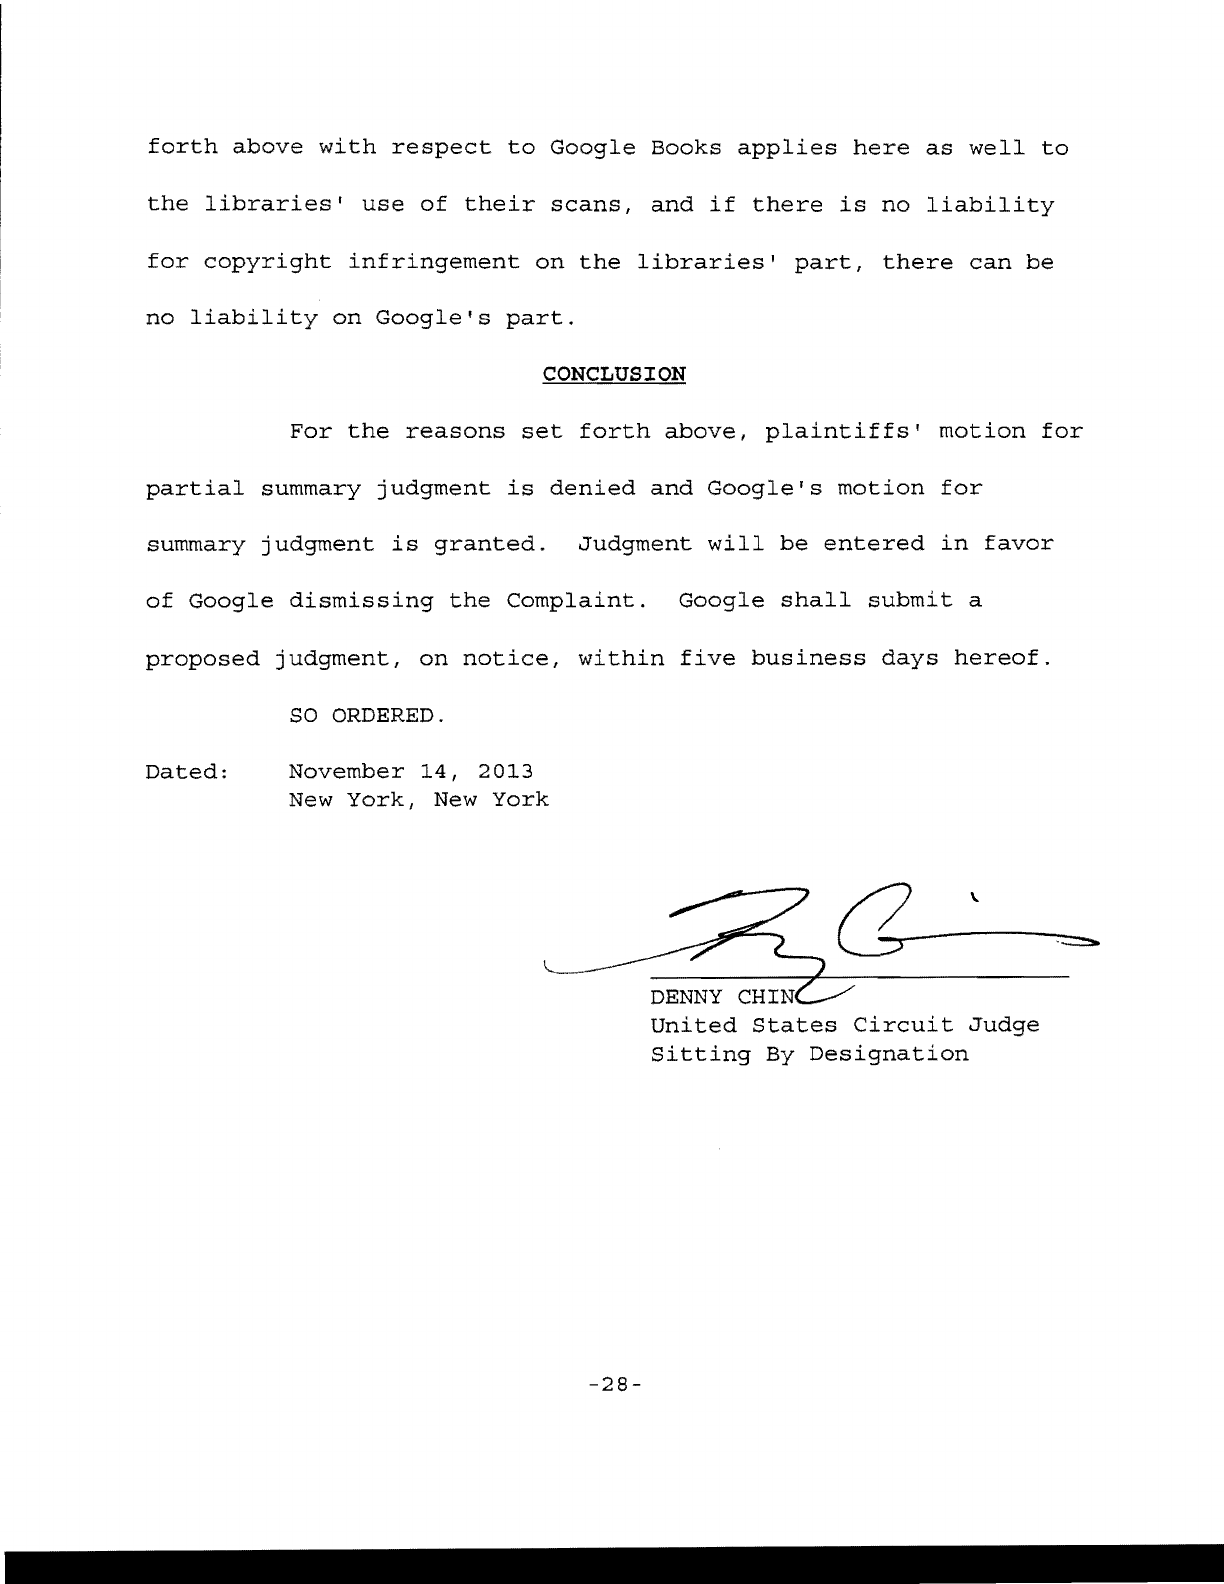 forth above with respect to Google Books applies here as well to
the libraries' use of their scans, and if there is no liability
for copyright infringement on the libraries' part, there can be
no liability on Google's part.
CONCLUSION
For the reasons set forth above, plaintiffs' motion for
partial summary judgment is denied and Google's motion for
summary judgment is granted.  Judgment will be entered in favor
of Google dismissing the Complaint.  Google shall submit a
proposed judgment, on notice, within five business days hereof.
SO ORDERED.
Dated: November 14, 2013
New York, New York
DENNY CHIN
United States Circuit Judge
Sitting By Designation
-28-